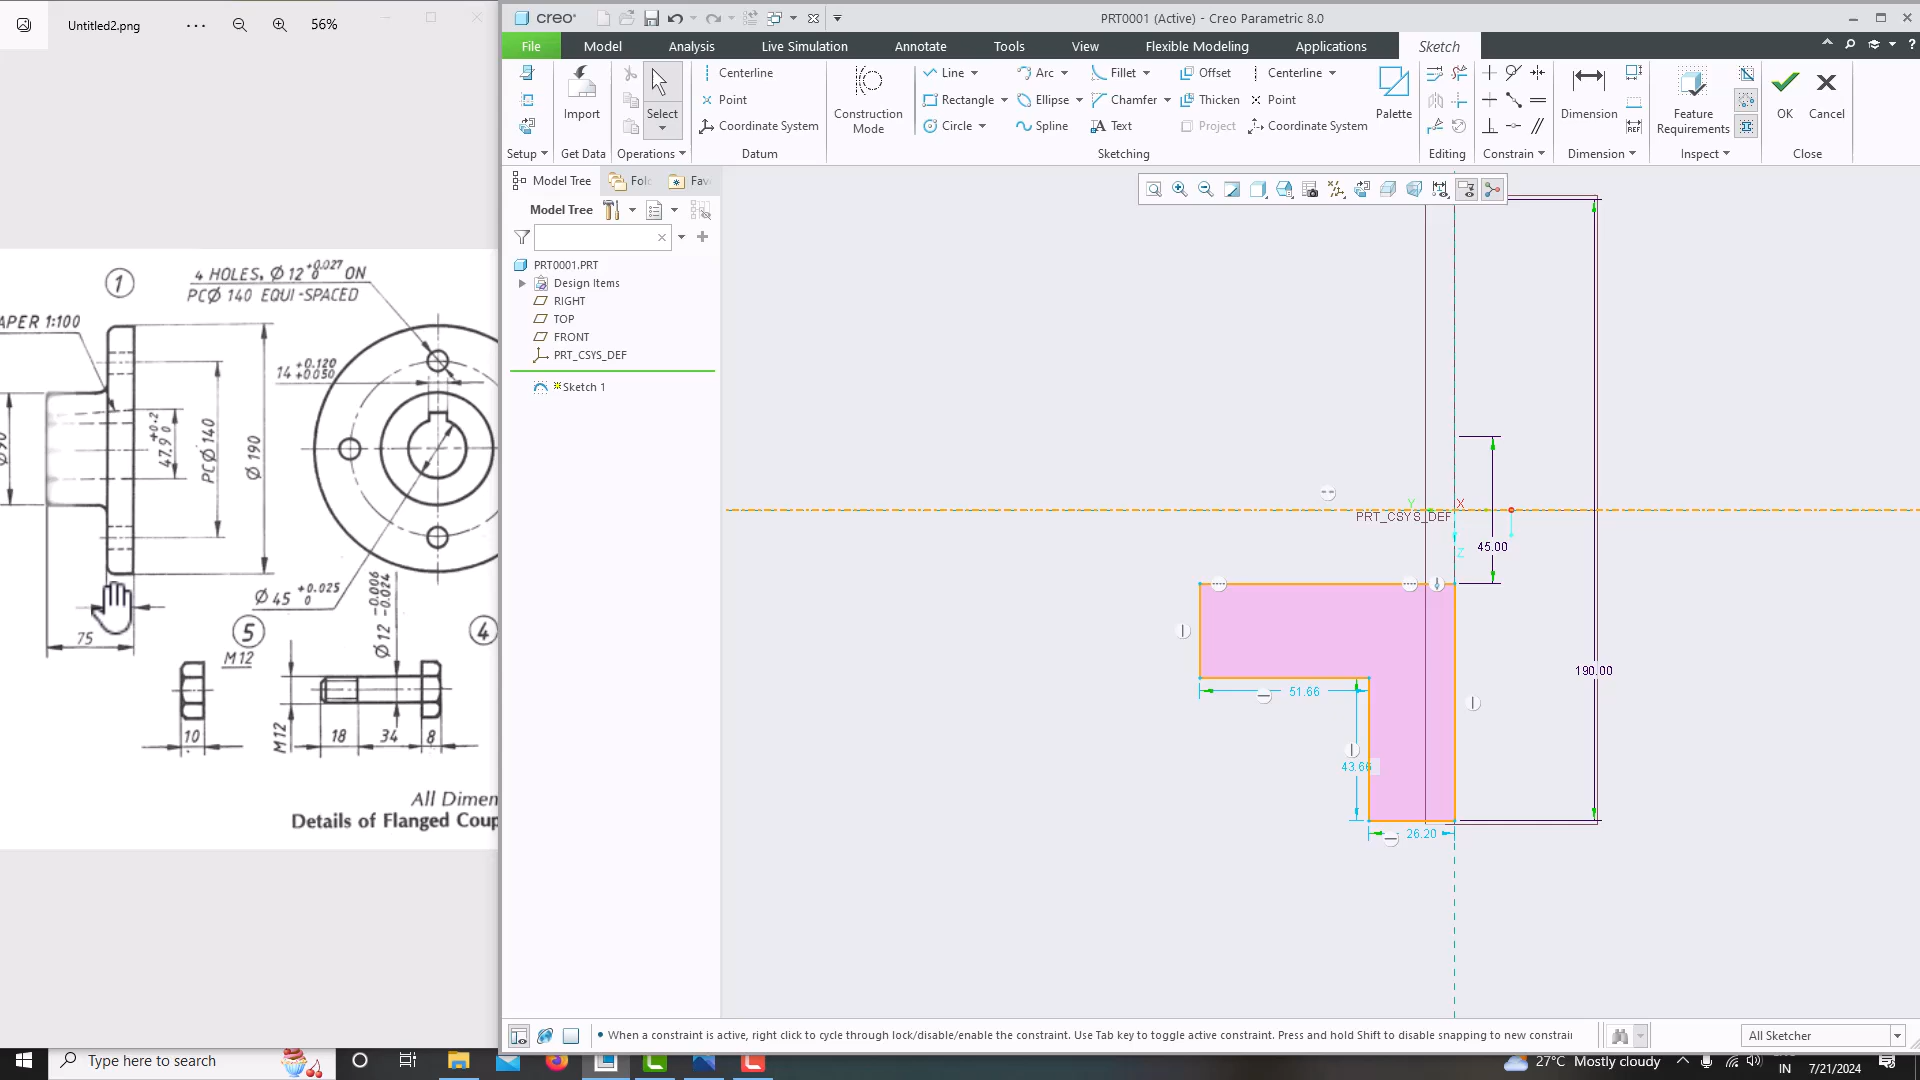 Untitled2.png
...
56%
creo
PRT0001 (Active) - Creo Parametric 8.0
File
Model
Analysis
Live Simulation
Annotate
Tools
View
Flexible Modeling
Applications
Sketch
Import
Select
Centerline
Point
Coordinate System
Construction
Mode
Line
Arc
Fillet
Offset
Centerline
Rectangle
Ellipse
Chamfer
Thicken
Point
Circle
Spline
Text
Project
Coordinate System
Palette
Dimension
REF
Feature
Requirements
OK
Cancel
Setup
Get Data
Operations
Datum
Sketching
Editing
Constrain
Dimension
Inspect
Close
Model Tree
Model Tree
PRT0001.PRT
Design Items
RIGHT
TOP
FRONT
PRT_CSYS_DEF
Sketch 1
1
4 HOLES, Ø 12 +0.027 0 ON
PCØ 140 EQUI-SPACED
APER 1:100
14 +0.120 +0.050
Ø90
47.9 +0.2 0
PCØ 140
Ø 190
Ø 45 +0.025 0
Ø 12 -0.006 -0.024
75
5
4
M12
M12
10
18
34
8
All Dimen
Details of Flanged Coup
Y
X
PRT_CSYS_DEF
Z
45.00
190.00
51.66
43.66
26.20
When a constraint is active, right click to cycle through lock/disable/enable the constraint. Use Tab key to toggle active constraint. Press and hold Shift to disable snapping to new constrai
All Sketcher
Type here to search
27°C Mostly cloudy
IN
7/21/2024